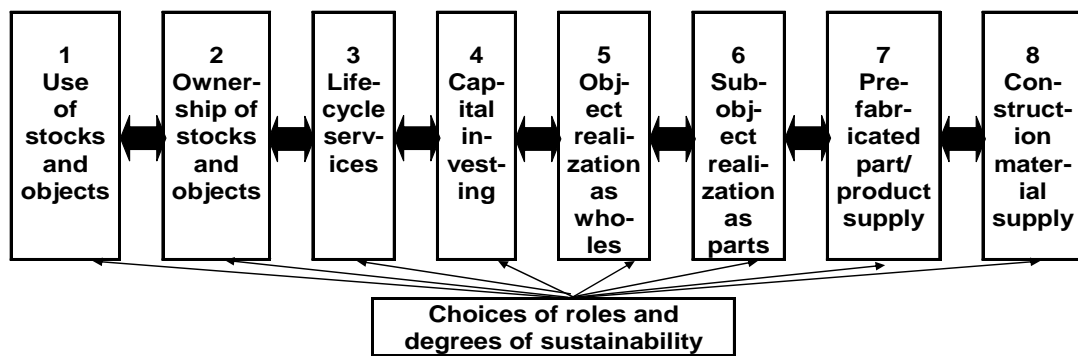 1
Use
of
stocks
and
objects
2
Owner-
ship of
stocks
and
objects
3
Life-
cycle
serv-
ices
4
Cap-
ital
in-
vest-
ing
5
Obj-
ect
reali-
zation
as
who-
les
6
Sub-
obj-
ect
reali-
zation
as
parts
7
Pre-
fabr-
icated
part/
product
supply
8
Con-
struct-
ion
mater-
ial
supply
Choices of roles and
degrees of sustainability